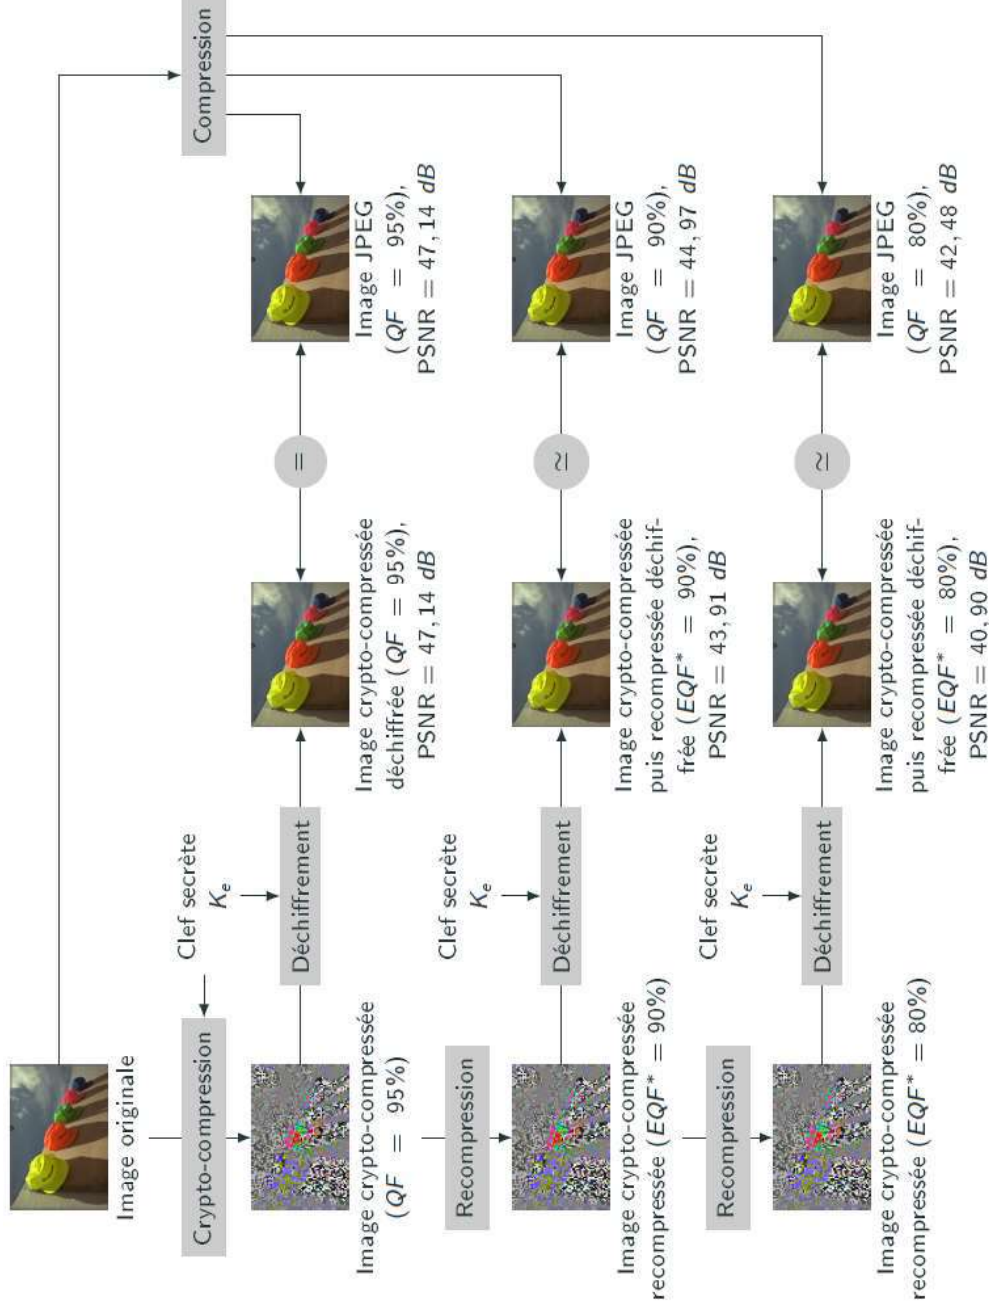 Image originale
Clef secrète
K_e
Crypto-compression
Compression
Image crypto-compressée
(QF = 95%)
Clef secrète
K_e
Déchiffrement
Image crypto-compressée
déchiffrée (QF = 95%),
PSNR = 47, 14 dB
=
Image JPEG
(QF = 95%),
PSNR = 47, 14 dB
Recompression
Image crypto-compressée
recompressée (EQF* = 90%)
Clef secrète
K_e
Déchiffrement
Image crypto-compressée
puis recompressée déchif-
frée (EQF* = 90%),
PSNR = 43, 91 dB
≃
Image JPEG
(QF = 90%),
PSNR = 44, 97 dB
Recompression
Image crypto-compressée
recompressée (EQF* = 80%)
Clef secrète
K_e
Déchiffrement
Image crypto-compressée
puis recompressée déchif-
frée (EQF* = 80%),
PSNR = 40, 90 dB
≃
Image JPEG
(QF = 80%),
PSNR = 42, 48 dB